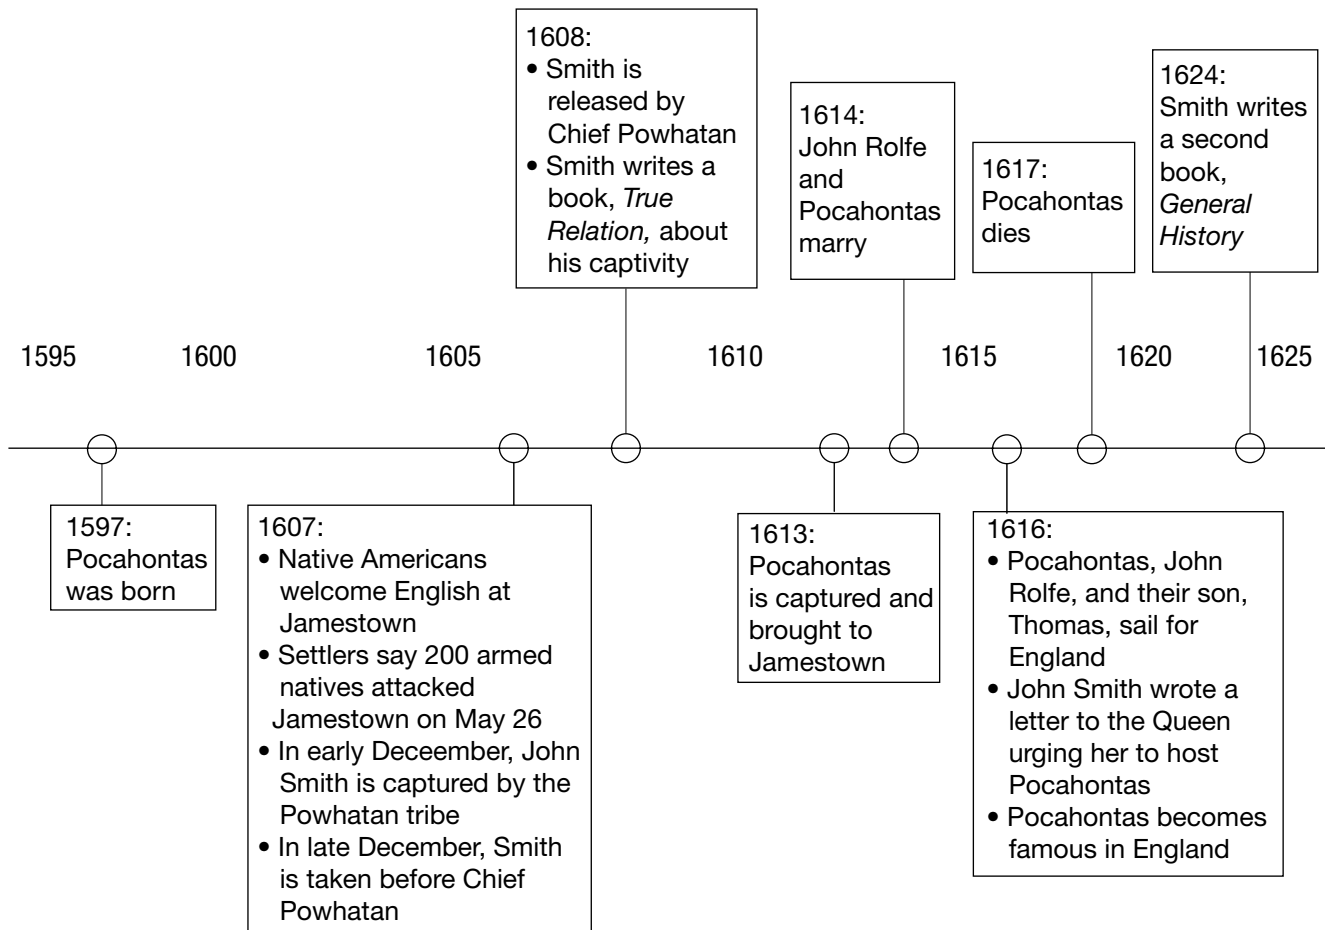 1608:
• Smith is
released by
Chief Powhatan
• Smith writes a
book, True
Relation, about
his captivity
1614:
John Rolfe
and
Pocahontas
marry
1617:
Pocahontas
dies
1624:
Smith writes
a second
book,
General
History
1595 1600 1605 1610 1615 1620 1625
1597:
Pocahontas
was born
1607:
• Native Americans
welcome English at
Jamestown
• Settlers say 200 armed
natives attacked
Jamestown on May 26
• In early Deceember, John
Smith is captured by the
Powhatan tribe
• In late December, Smith
is taken before Chief
Powhatan
1613:
Pocahontas
is captured and
brought to
Jamestown
1616:
• Pocahontas, John
Rolfe, and their son,
Thomas, sail for
England
• John Smith wrote a
letter to the Queen
urging her to host
Pocahontas
• Pocahontas becomes
famous in England